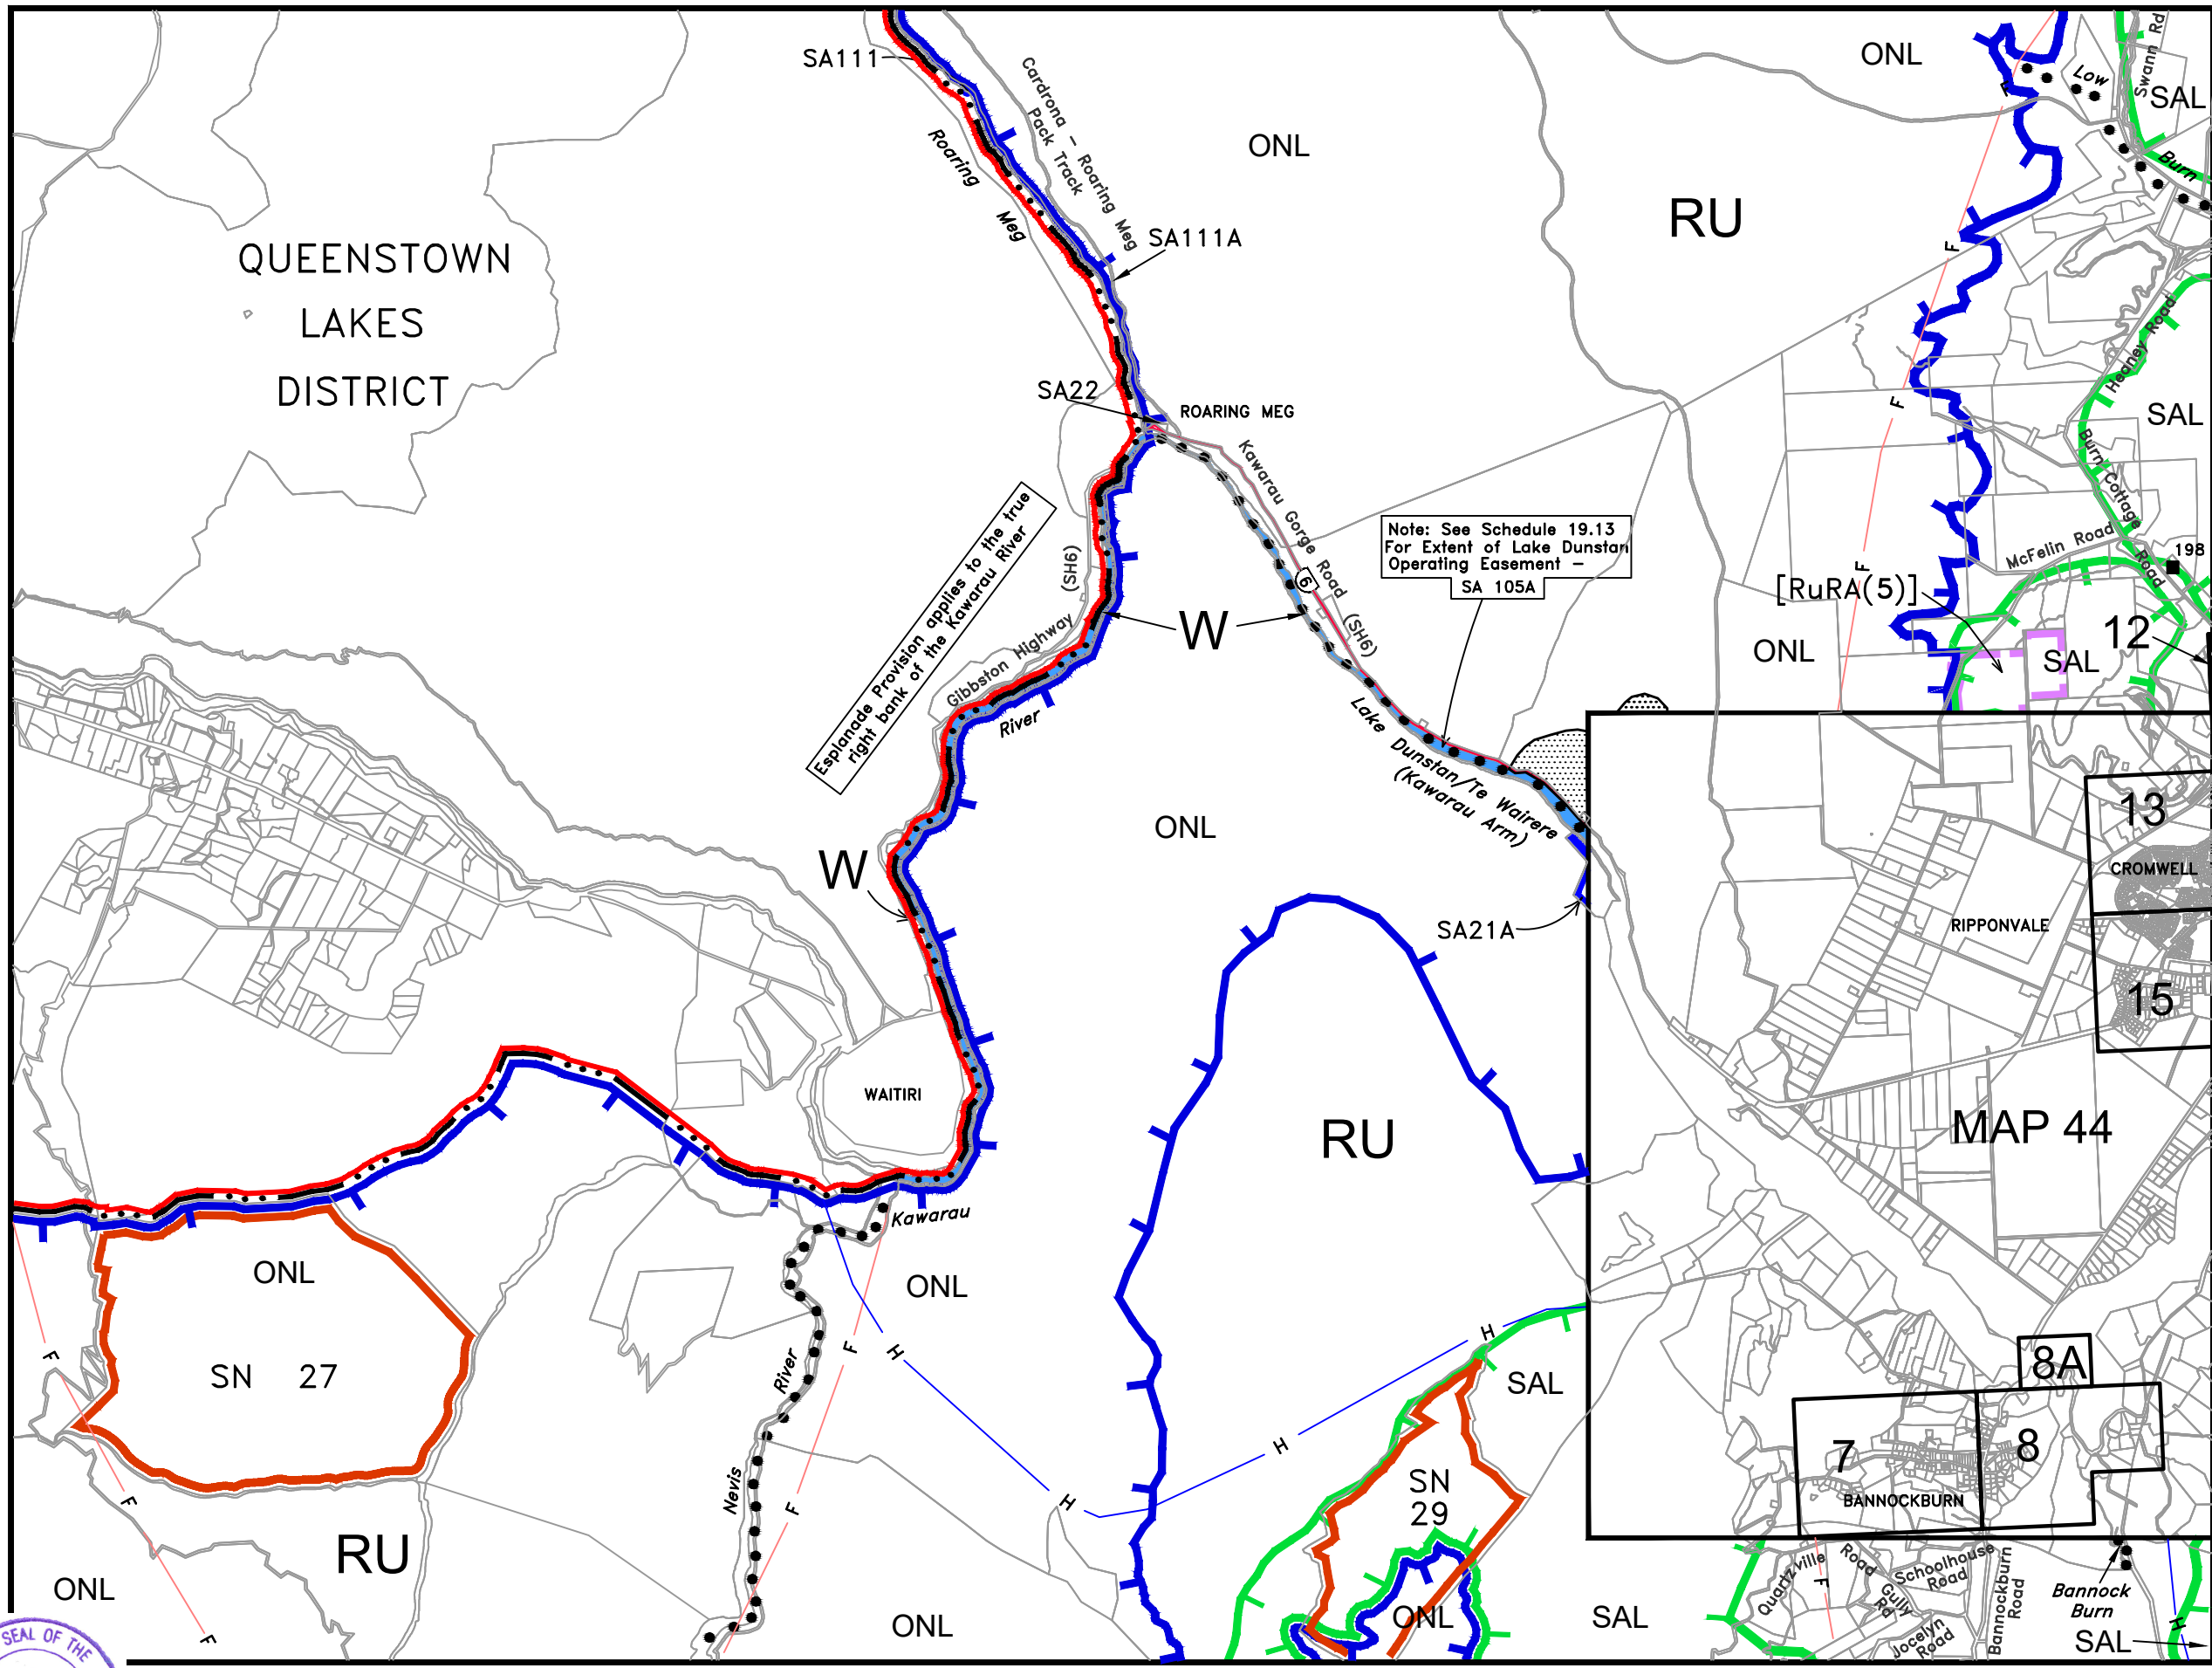 SA111
Cardrona - Roaring Meg
Pack Track
ONL
ONL
Low
Swann Rd
SAL
Burn
Roaring
Meg
QUEENSTOWN
LAKES
DISTRICT
SA111A
RU
F
F
F
F
Heaney Road
SA22
ROARING MEG
SAL
Burn Cottage
Road
McFelin Road
198
Kawarau Gorge Road
(SH6)
6
Note: See Schedule 19.13
For Extent of Lake Dunstan
Operating Easement -
SA 105A
[RuRA(5)]
12
ONL
SAL
Esplanade Provision applies to the true
right bank of the Kawarau River
(SH6)
Gibbston Highway
W
River
Lake Dunstan/Te Wairere
(Kawarau Arm)
ONL
W
SA21A
13
CROMWELL
RIPPONVALE
15
WAITIRI
RU
MAP 44
Kawarau
ONL
ONL
SN 27
F
F
F
F
F
River
Nevis
H
H
H
H
SAL
SN
29
8A
7
8
BANNOCKBURN
RU
ONL
ONL
ONL
SAL
Quartzville
Road
Gully
Rd
Schoolhouse
Road
Jocelyn
Road
Bannockburn
Road
F
Bannock
Burn
SAL
H
SEAL OF THE